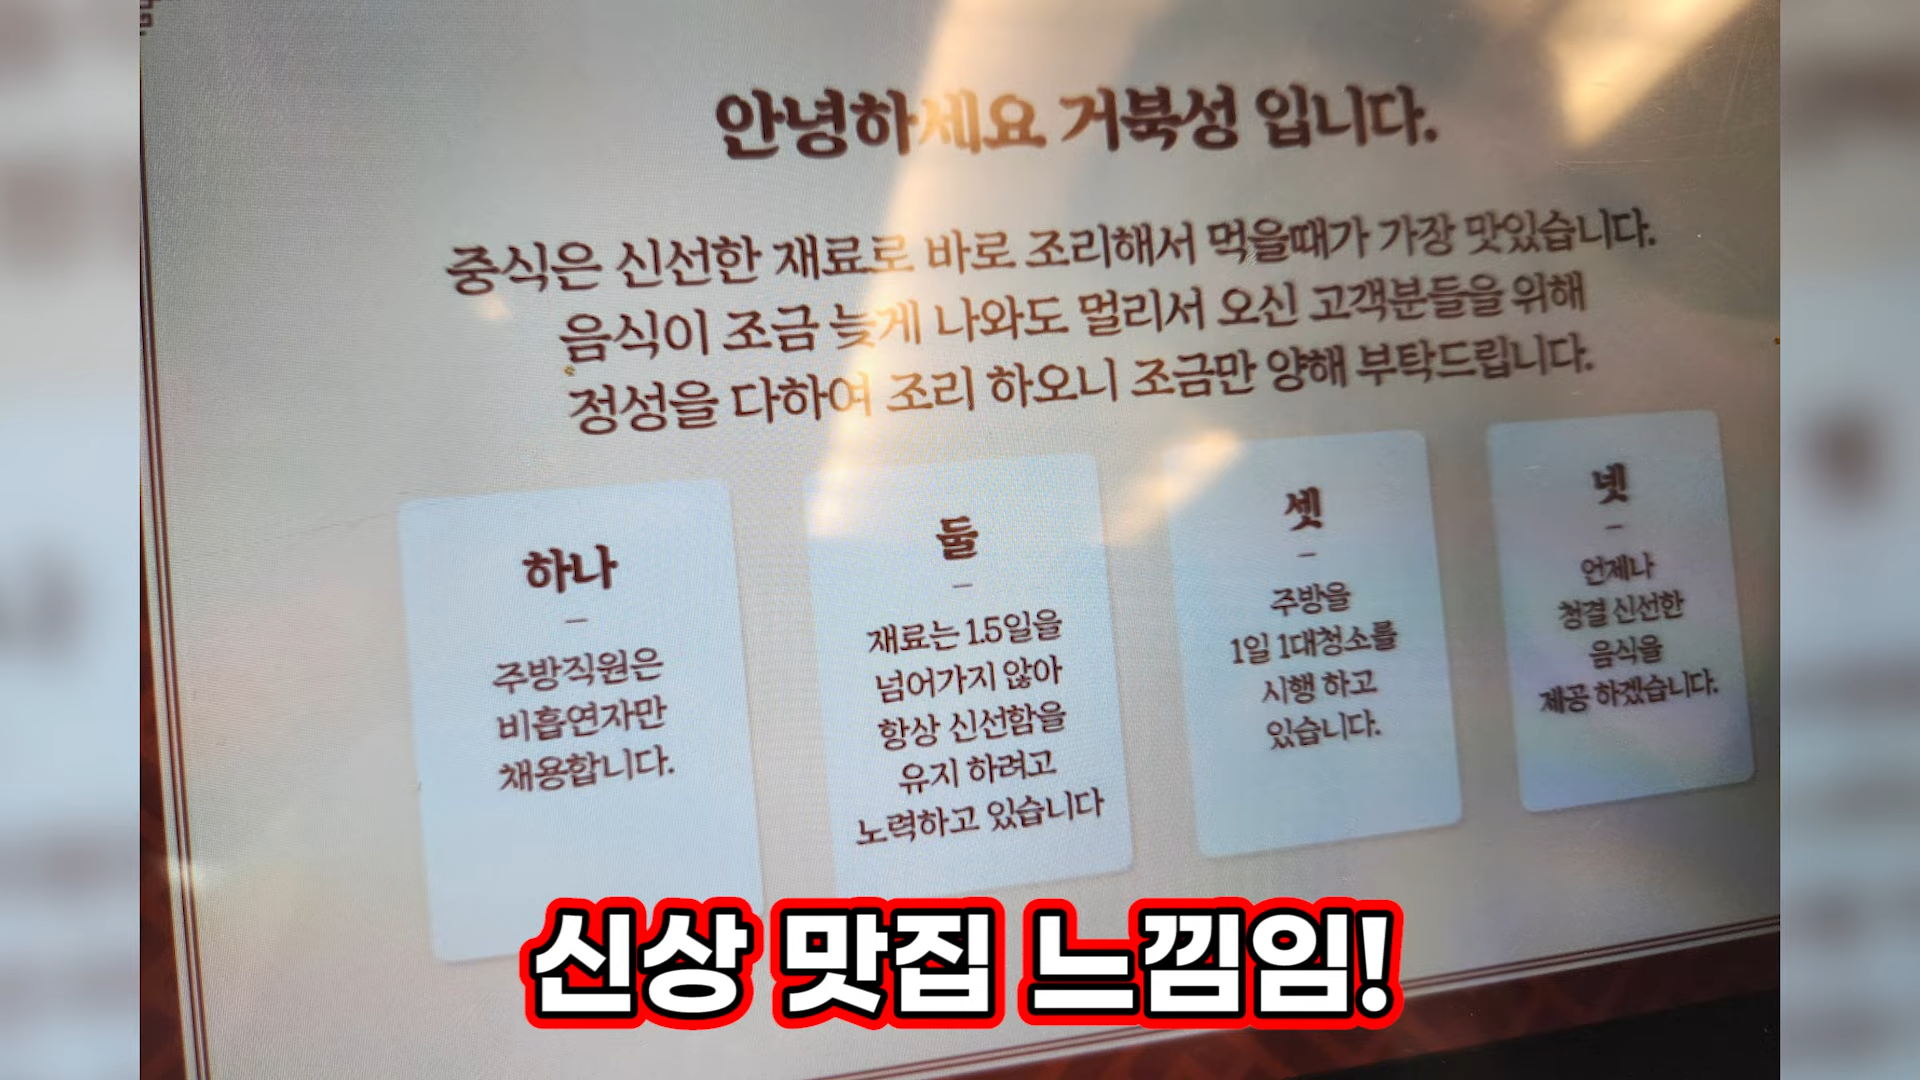 안녕하세요 거북성 입니다.
중식은 신선한 재료로 바로 조리해서 먹을때가 가장 맛있습니다.
음식이 조금 늦게 나와도 멀리서 오신 고객분들을 위해
정성을 다하여 조리 하오니 조금만 양해 부탁드립니다.
하나
주방직원은
비흡연자만
채용합니다.
둘
재료는 1.5일을
넘어가지 않아
항상 신선함을
유지 하려고
노력하고 있습니다
셋
주방을
1일 1대청소를
시행 하고
있습니다.
넷
언제나
청결 신선한
음식을
제공 하겠습니다.
신상 맛집 느낌임!